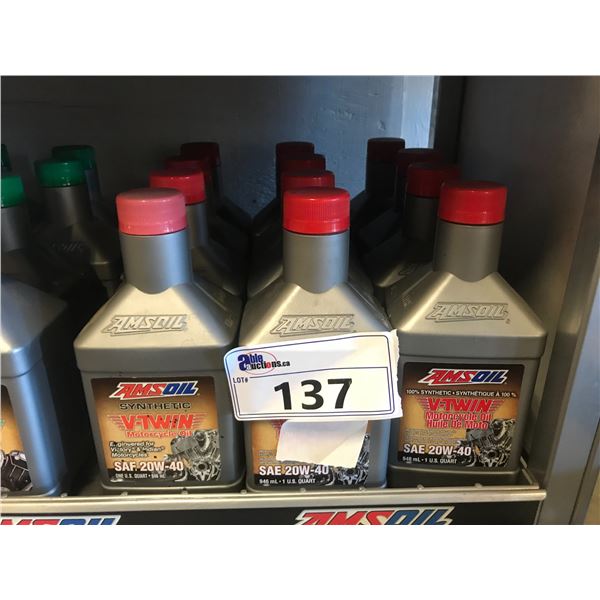 AMSOIL
AMSOIL
AMSOIL
able
auctions.ca
LOT#
137
AMSOIL
SYNTHETIC
V-TWIN
Motorcycle Oil
Engineered for
Victory & Indian
Motorcycles
SAE 20W-40
ONE U.S. QUART • 946 mL
SAE 20W-40
946 mL • 1 U.S. QUART
AMSOIL
100% SYNTHETIC • SYNTHÉTIQUE À 100 %
V-TWIN
Motorcycle Oil
Huile De Moto
SAE 20W-40
946 mL • 1 U.S. QUART
AMSOIL
AMSOIL